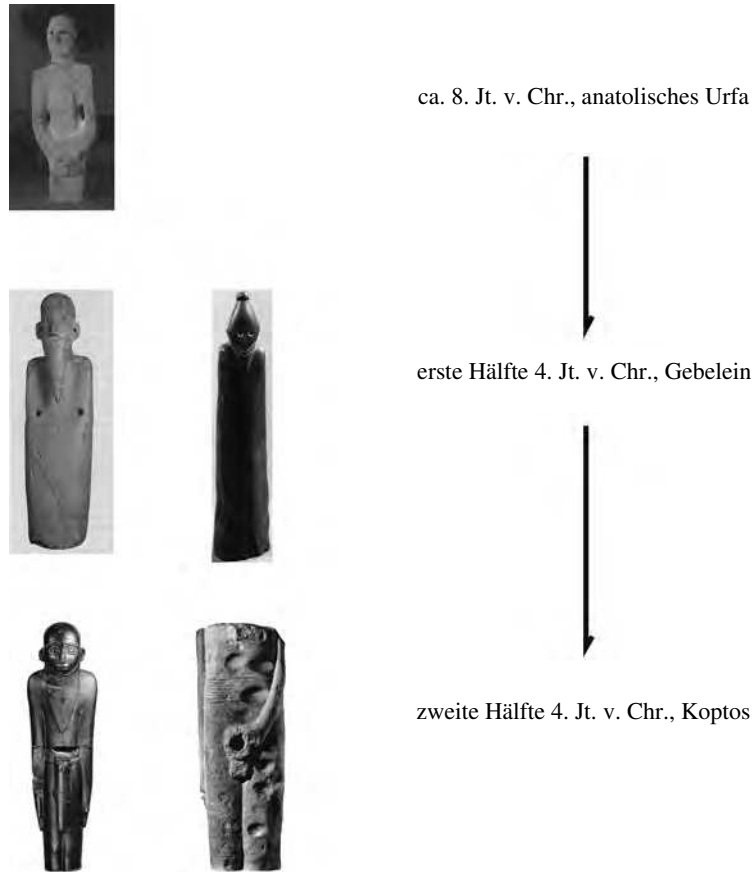 ca. 8. Jt. v. Chr., anatolisches Urfa
erste Hälfte 4. Jt. v. Chr., Gebelein
zweite Hälfte 4. Jt. v. Chr., Koptos